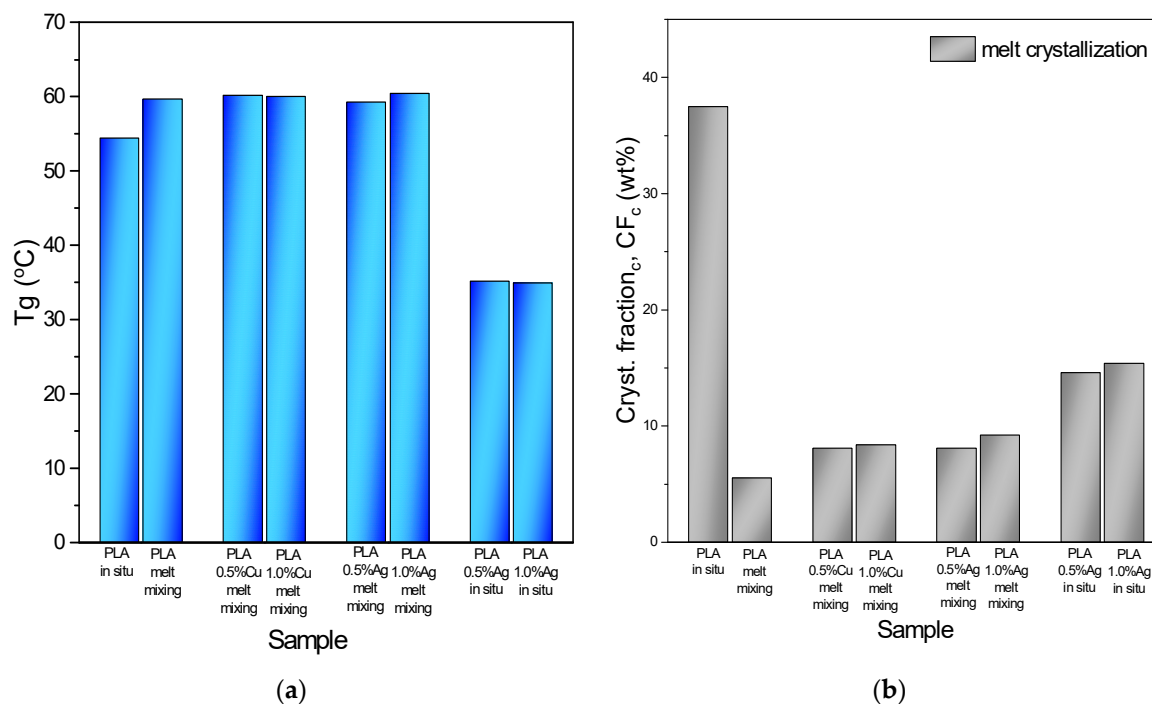 70
60
50
40
30
20
10
0
Tg (°C)
PLA in situ
PLA melt mixing
PLA 0.5%Cu melt mixing
PLA 1.0%Cu melt mixing
PLA 0.5%Ag melt mixing
PLA 1.0%Ag melt mixing
PLA 0.5%Ag in situ
PLA 1.0%Ag in situ
Sample
(a)
melt crystallization
40
30
20
10
0
Cryst. fraction_c, CF_c (wt%)
PLA in situ
PLA melt mixing
PLA 0.5%Cu melt mixing
PLA 1.0%Cu melt mixing
PLA 0.5%Ag melt mixing
PLA 1.0%Ag melt mixing
PLA 0.5%Ag in situ
PLA 1.0%Ag in situ
Sample
(b)